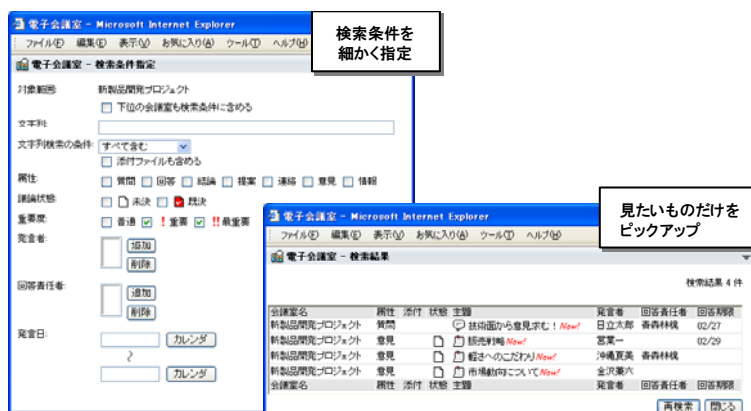 電子会議室 - Microsoft Internet Explorer
ファイル(F) 編集(E) 表示(V) お気に入り(A) ツール(T) ヘルプ(H)
電子会議室 - 検索条件指定
検索条件を
細かく指定
対象範囲: 新製品開発プロジェクト
下位の会議室も検索条件に含める
文字列:
文字列検索の条件: すべて含む
添付ファイルも含める
属性: 質問 回答 結論 提案 連絡 意見 情報
議論状態: 未決 既決
重要度: 普通 !重要 !!最重要
発言者: 追加
削除
回答責任者: 追加
削除
発言日: カレンダ
~
カレンダ
見たいものだけを
ピックアップ
電子会議室 - Microsoft Internet Explorer
ファイル(F) 編集(E) 表示(V) お気に入り(A) ツール(T) ヘルプ(H)
電子会議室 - 検索結果
検索結果 4 件
会議室名 属性 添付 状態 主題 発言者 回答責任者 回答期限
新製品開発プロジェクト 質問 技術面から意見求む! New! 日立太郎 青森林檎 02/27
新製品開発プロジェクト 意見 販売戦略 New! 営業一 02/29
新製品開発プロジェクト 意見 軽さへのこだわり New! 沖縄夏美 青森林檎
新製品開発プロジェクト 意見 市場動向について New! 金沢兼六
会議室名 属性 添付 状態 主題 発言者 回答責任者 回答期限
再検索 閉じる